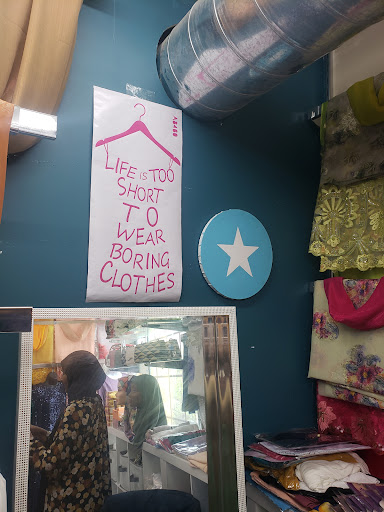 LIFE is TOO
SHORT
TO
WEAR
BORING
CLOTHES